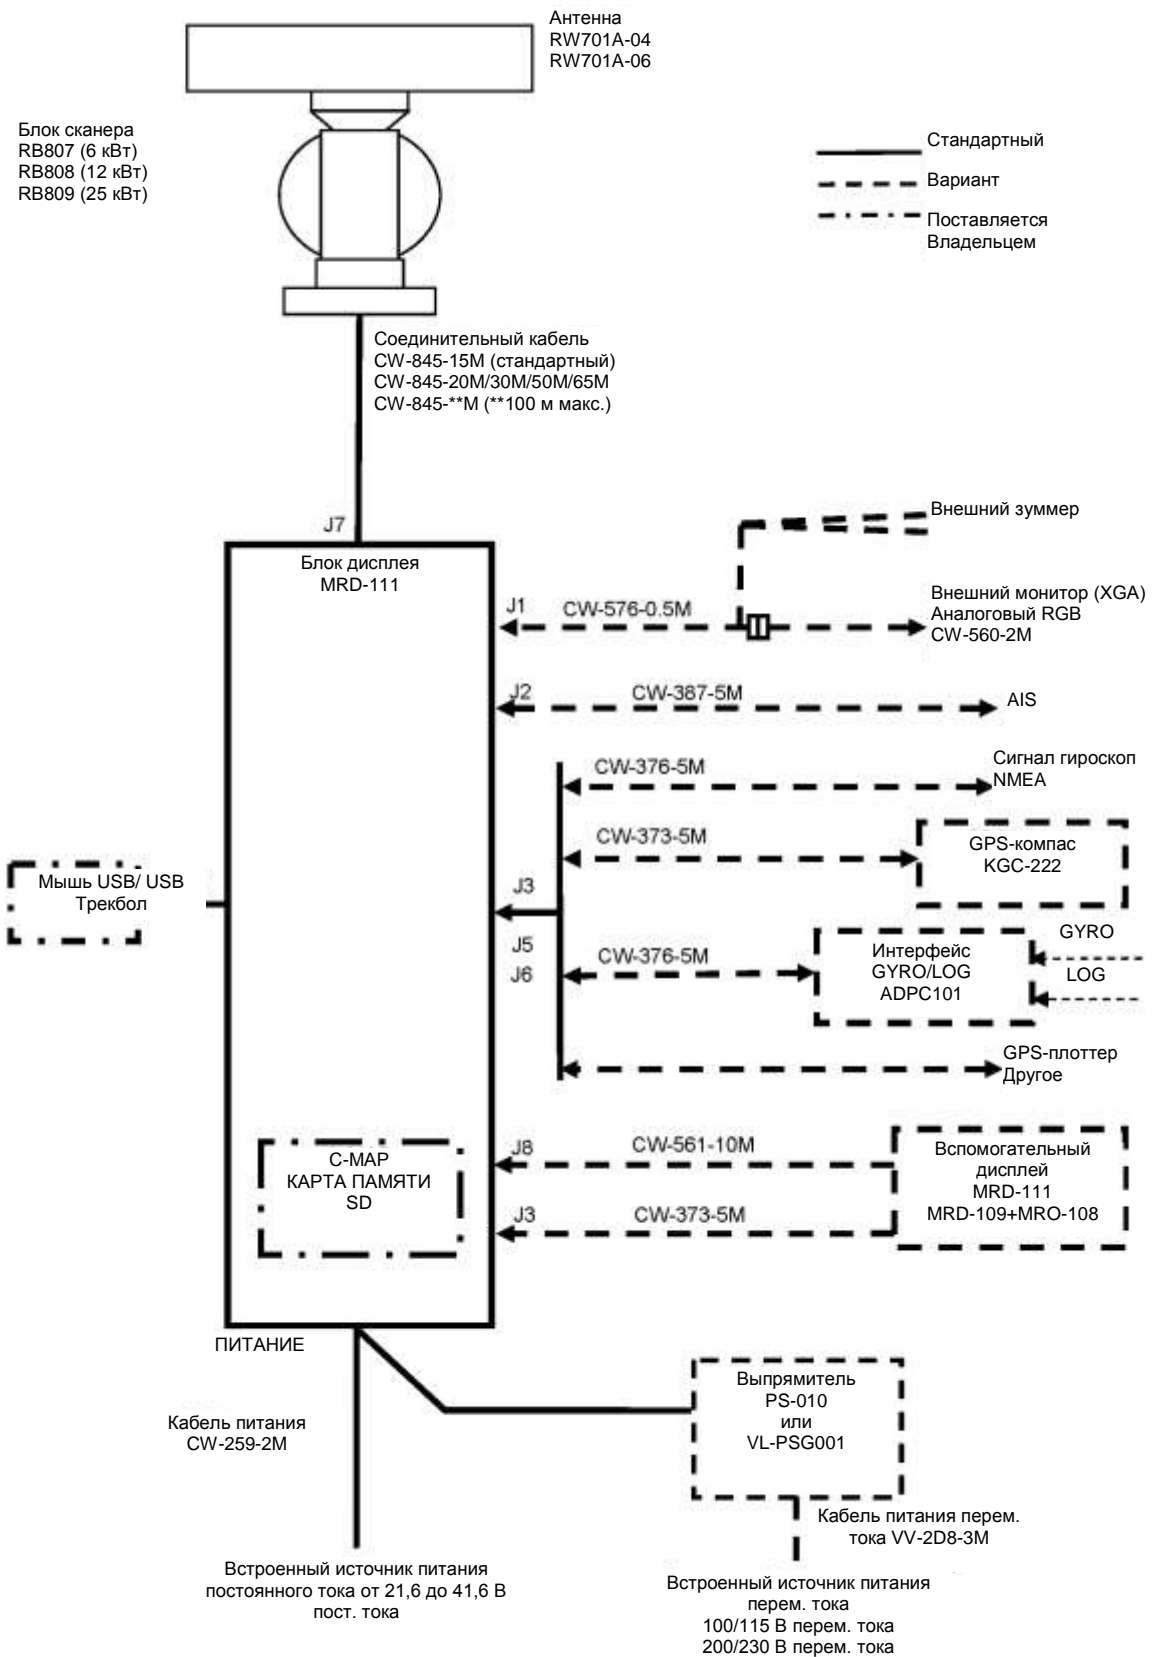 Антенна
RW701A-04
RW701A-06
Блок сканера
RB807 (6 кВт)
RB808 (12 кВт)
RB809 (25 кВт)
Стандартный
Вариант
Поставляется
Владельцем
Соединительный кабель
CW-845-15M (стандартный)
CW-845-20M/30M/50M/65M
CW-845-**M (**100 м макс.)
J7
Блок дисплея
MRD-111
Внешний зуммер
J1
CW-576-0.5M
Внешний монитор (XGA)
Аналоговый RGB
CW-560-2M
J2
CW-387-5M
AIS
CW-376-5M
Сигнал гироскоп
NMEA
CW-373-5M
GPS-компас
KGC-222
Мышь USB/ USB
Трекбол
J3
J5
J6
CW-376-5M
Интерфейс
GYRO/LOG
ADPC101
GYRO
LOG
GPS-плоттер
Другое
C-MAP
КАРТА ПАМЯТИ
SD
J8
CW-561-10M
J3
CW-373-5M
Вспомогательный
дисплей
MRD-111
MRD-109+MRO-108
ПИТАНИЕ
Кабель питания
CW-259-2M
Выпрямитель
PS-010
или
VL-PSG001
Кабель питания перем.
тока VV-2D8-3M
Встроенный источник питания
постоянного тока от 21,6 до 41,6 В
пост. тока
Встроенный источник питания
перем. тока
100/115 В перем. тока
200/230 В перем. тока